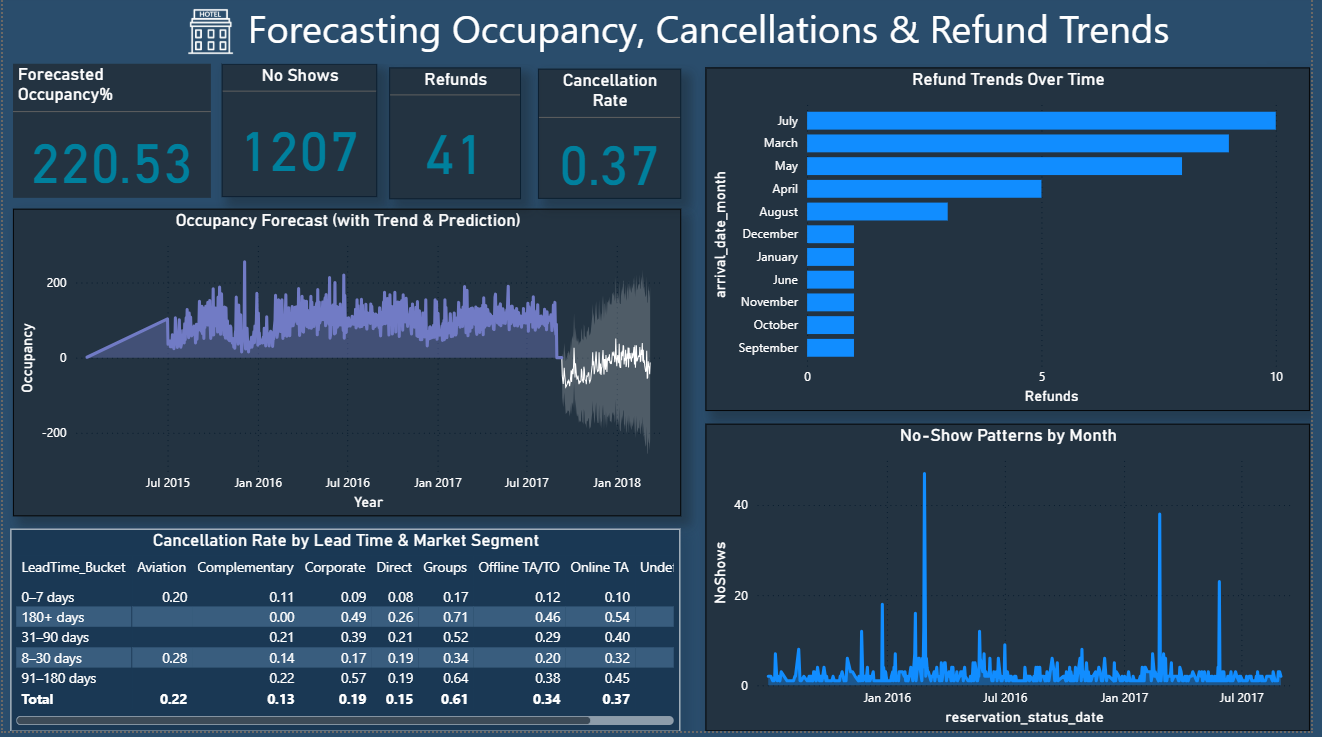 HOTEL
Forecasting Occupancy, Cancellations & Refund Trends
Forecasted
Occupancy%
220.53
No Shows
1207
Refunds
41
Cancellation
Rate
0.37
Occupancy Forecast (with Trend & Prediction)
Occupancy
200
0
-200
Jul 2015 Jan 2016 Jul 2016 Jan 2017 Jul 2017 Jan 2018
Year
Cancellation Rate by Lead Time & Market Segment
LeadTime_Bucket Aviation Complementary Corporate Direct Groups Offline TA/TO Online TA Undef
0–7 days 0.20 0.11 0.09 0.08 0.17 0.12 0.10
180+ days 0.00 0.49 0.26 0.71 0.46 0.54
31–90 days 0.21 0.39 0.21 0.52 0.29 0.40
8–30 days 0.28 0.14 0.17 0.19 0.34 0.20 0.32
91–180 days 0.22 0.57 0.19 0.64 0.38 0.45
Total 0.22 0.13 0.19 0.15 0.61 0.34 0.37
Refund Trends Over Time
arrival_date_month
July
March
May
April
August
December
January
June
November
October
September
0 5 10
Refunds
No-Show Patterns by Month
NoShows
40
20
0
Jan 2016 Jul 2016 Jan 2017 Jul 2017
reservation_status_date